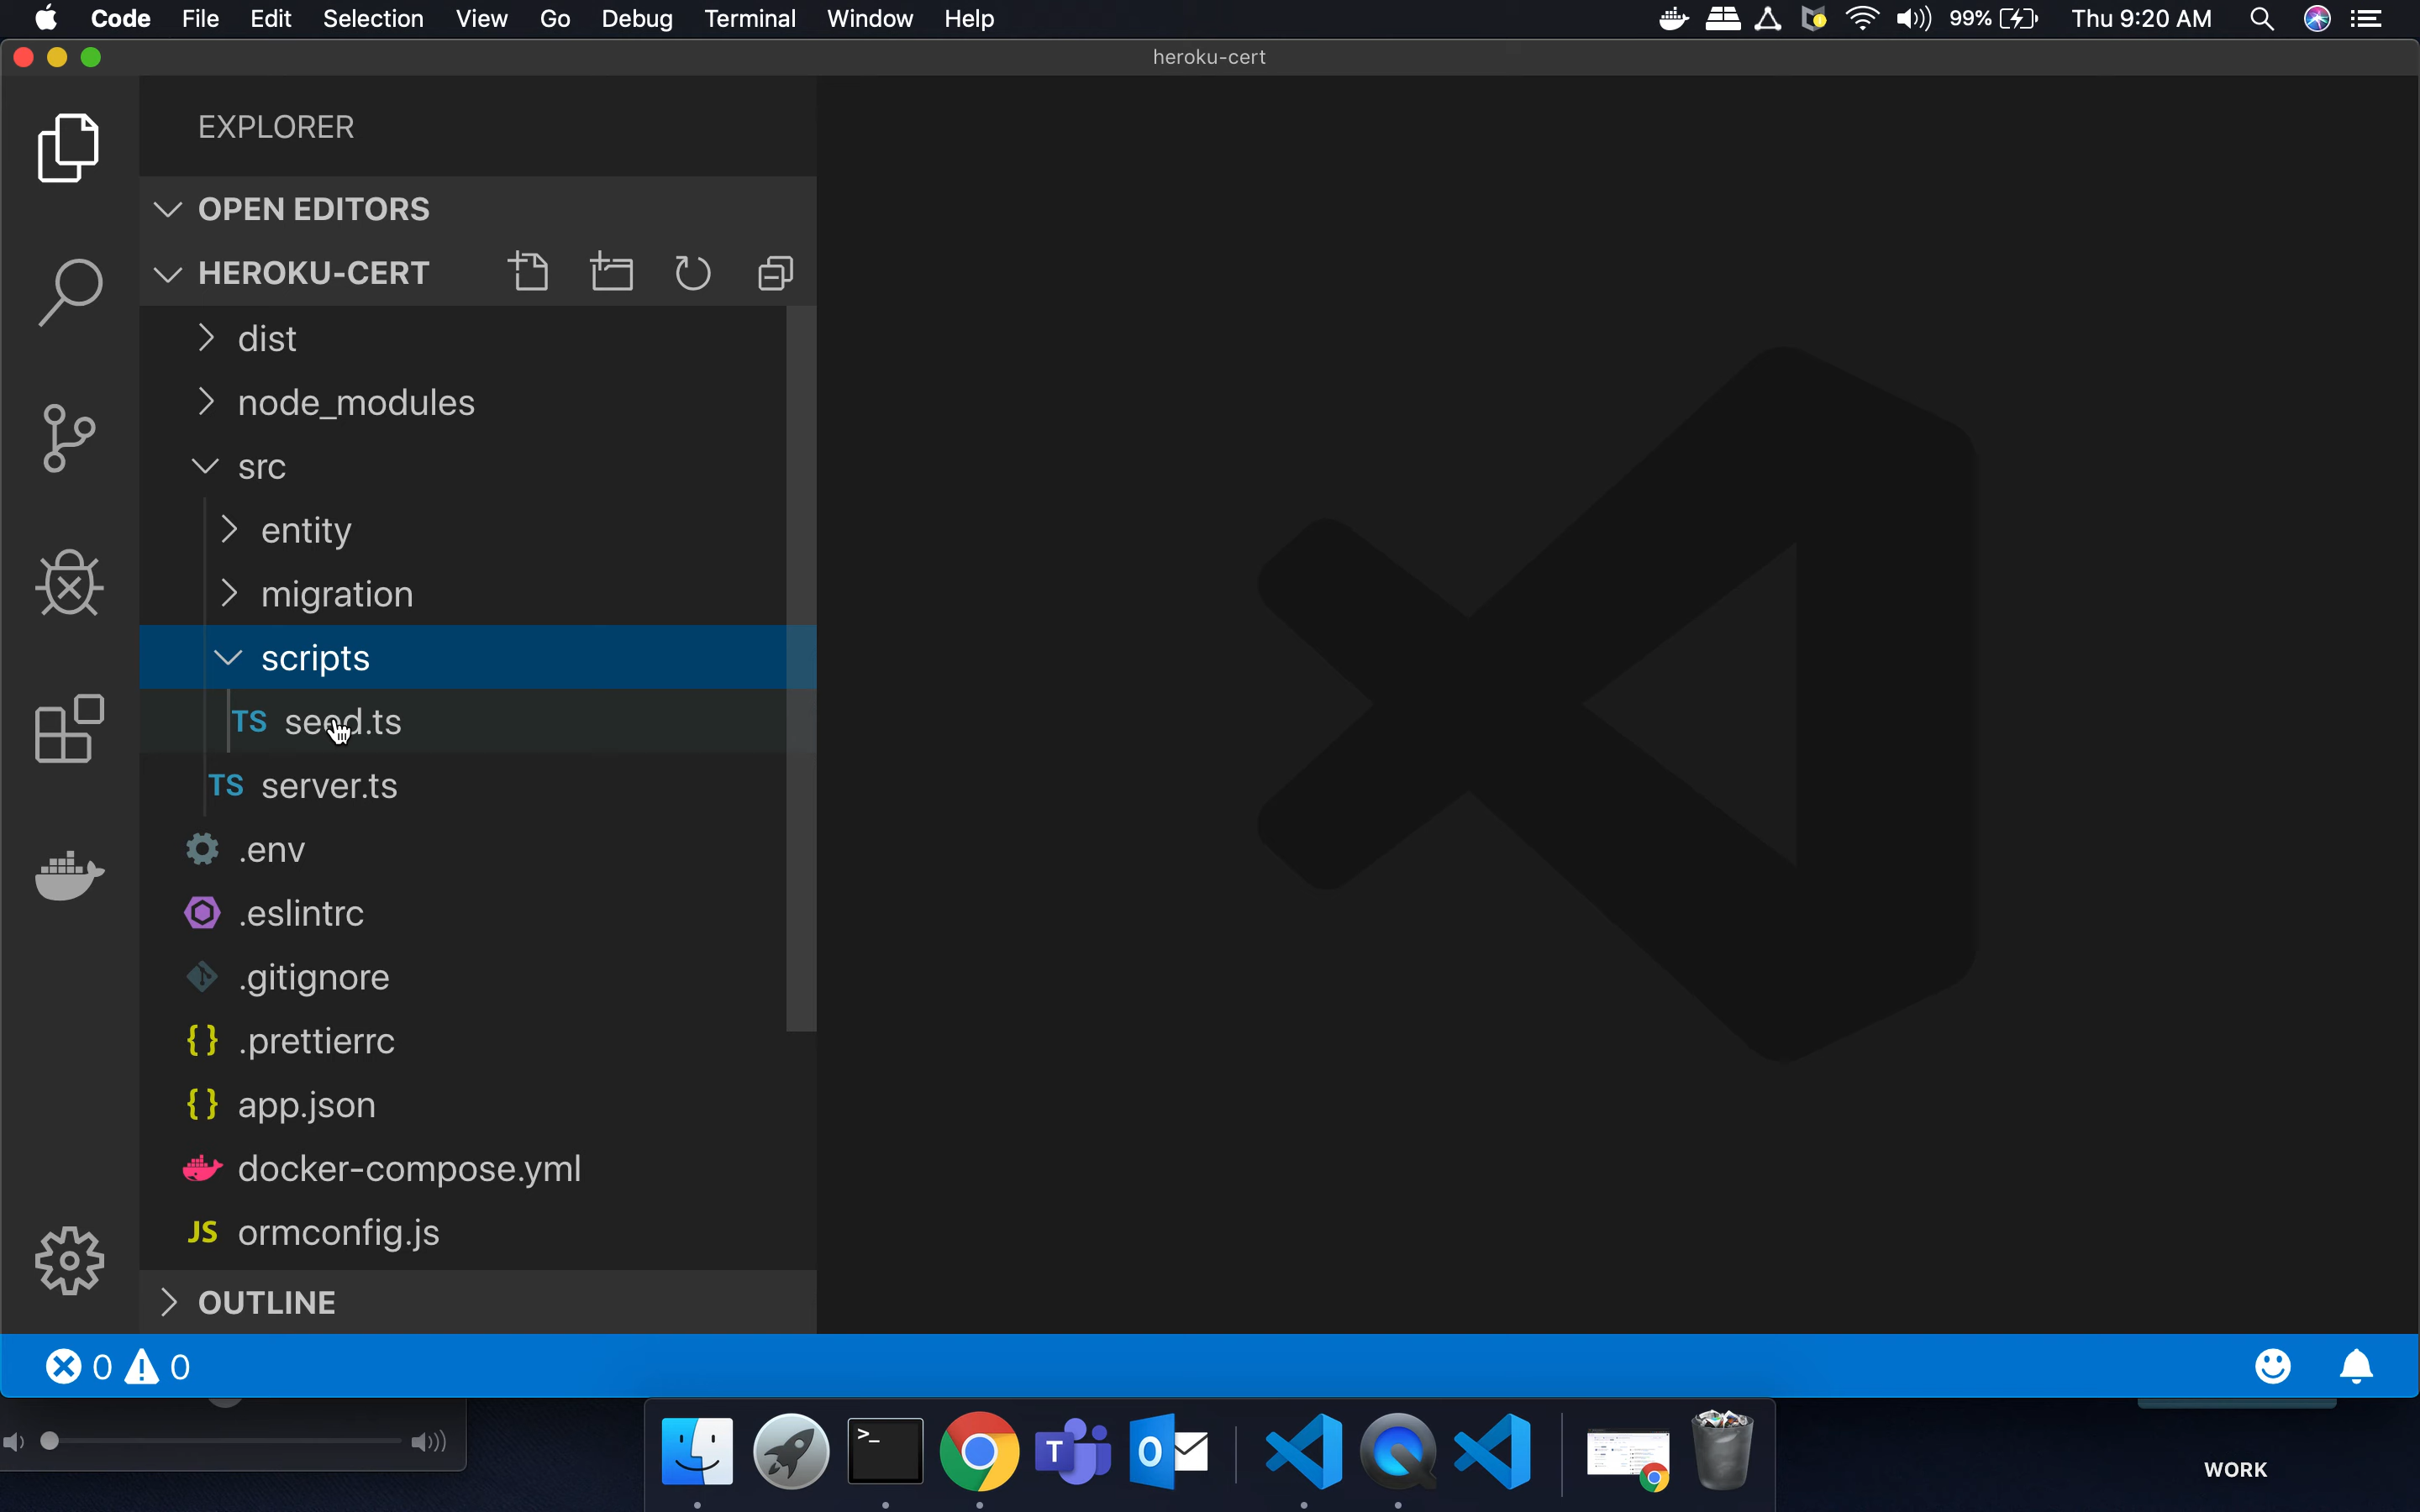 Code File Edit Selection View Go Debug Terminal Window Help 99% Thu 9:20 AM
heroku-cert
EXPLORER
OPEN EDITORS
HEROKU-CERT
dist
node_modules
src
entity
migration
scripts
TS seed.ts
TS server.ts
.env
.eslintrc
.gitignore
{} .prettierrc
{} app.json
docker-compose.yml
JS ormconfig.js
OUTLINE
0 0
>_
T
O
WORK